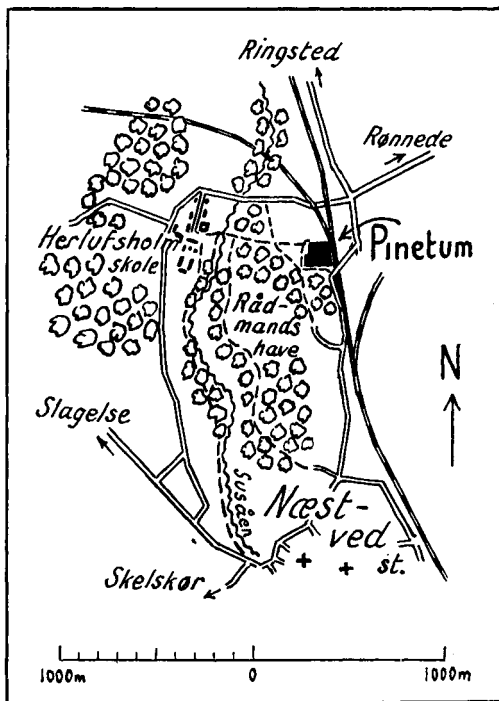 Ringsted
Rønnede
Pinetum
Herlufsholm
skole
Råd-
mands
have
N
Slagelse
Susåen
Næst-
ved
st.
Skelskør
1000m 0 1000m